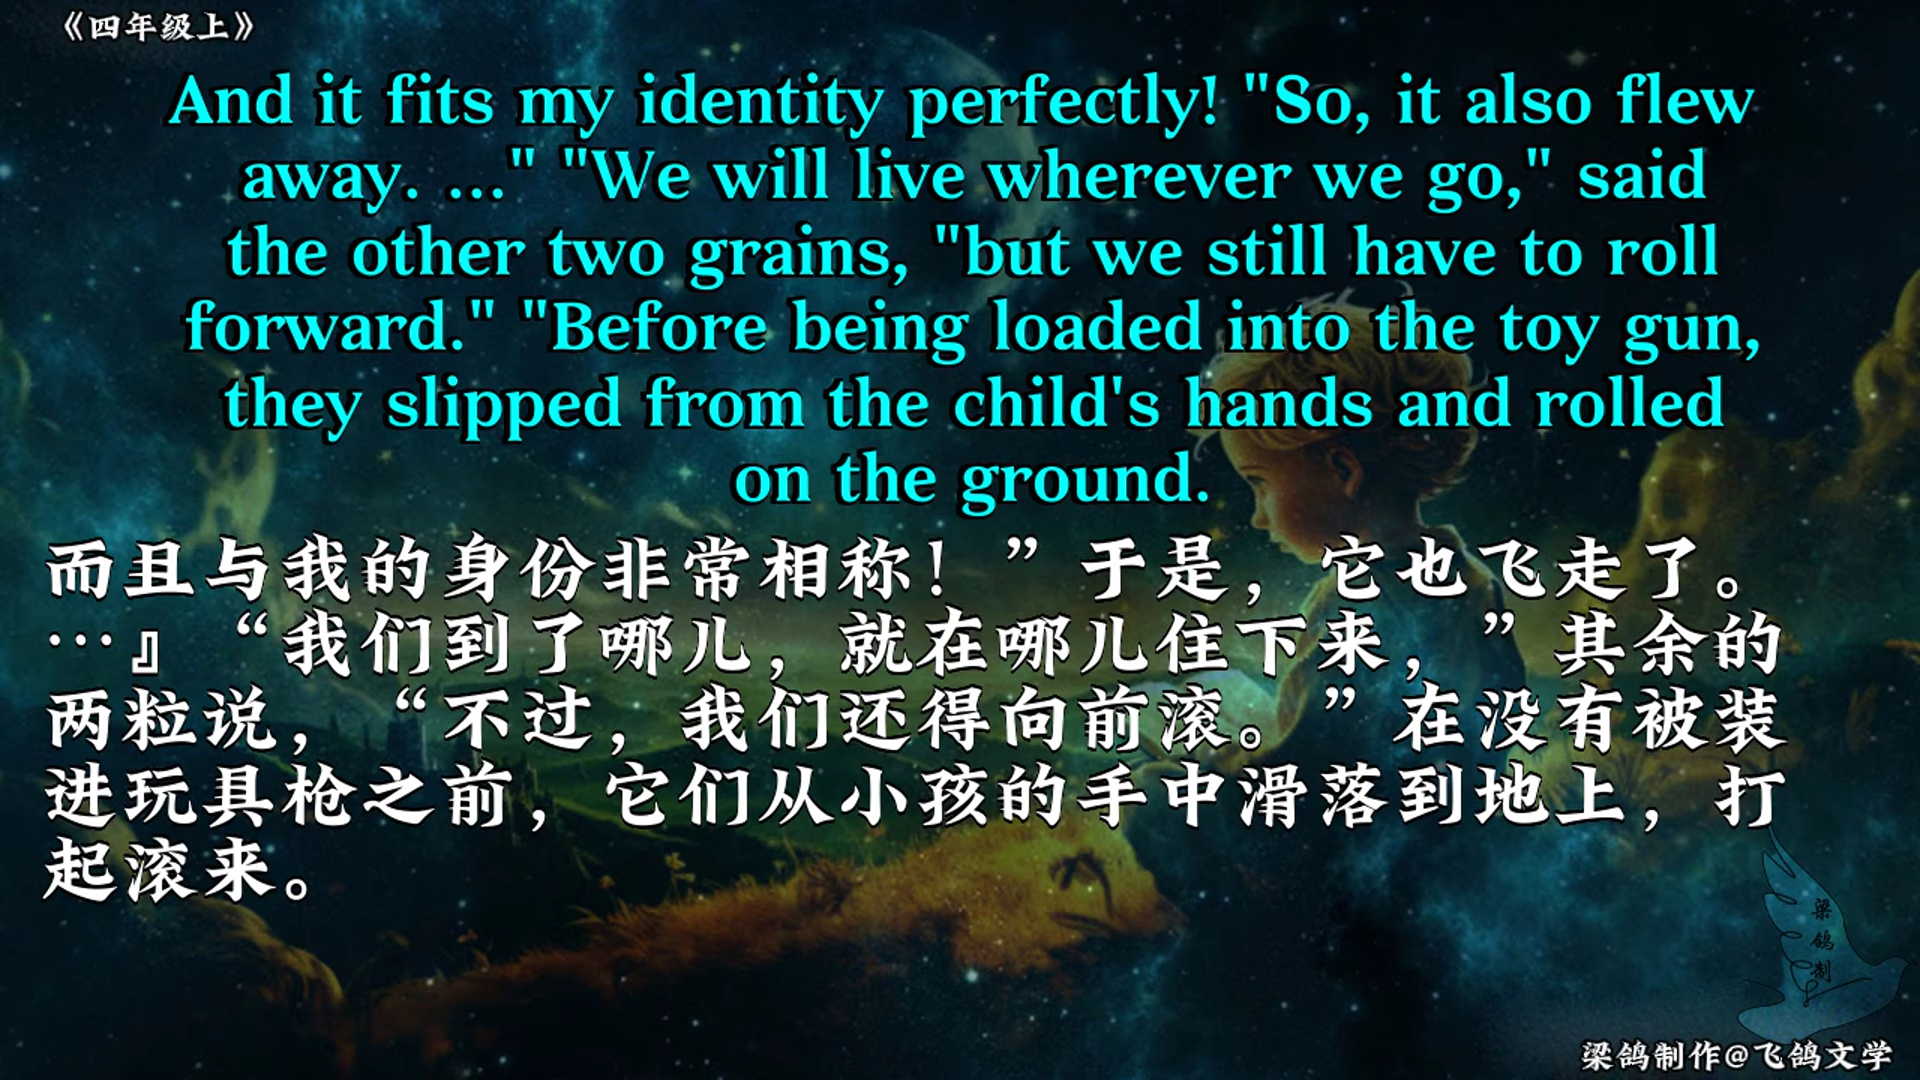 《四年级上》
And it fits my identity perfectly! "So, it also flew
away. ..." "We will live wherever we go," said
the other two grains, "but we still have to roll
forward." "Before being loaded into the toy gun,
they slipped from the child's hands and rolled
on the ground.
而且与我的身份非常相称！”于是，它也飞走了。
…』“我们到了哪儿，就在哪儿住下来，”其余的
两粒说，“不过，我们还得向前滚。”在没有被装
进玩具枪之前，它们从小孩的手中滑落到地上，打
起滚来。
梁
鸽
制
梁鸽制作@飞鸽文学